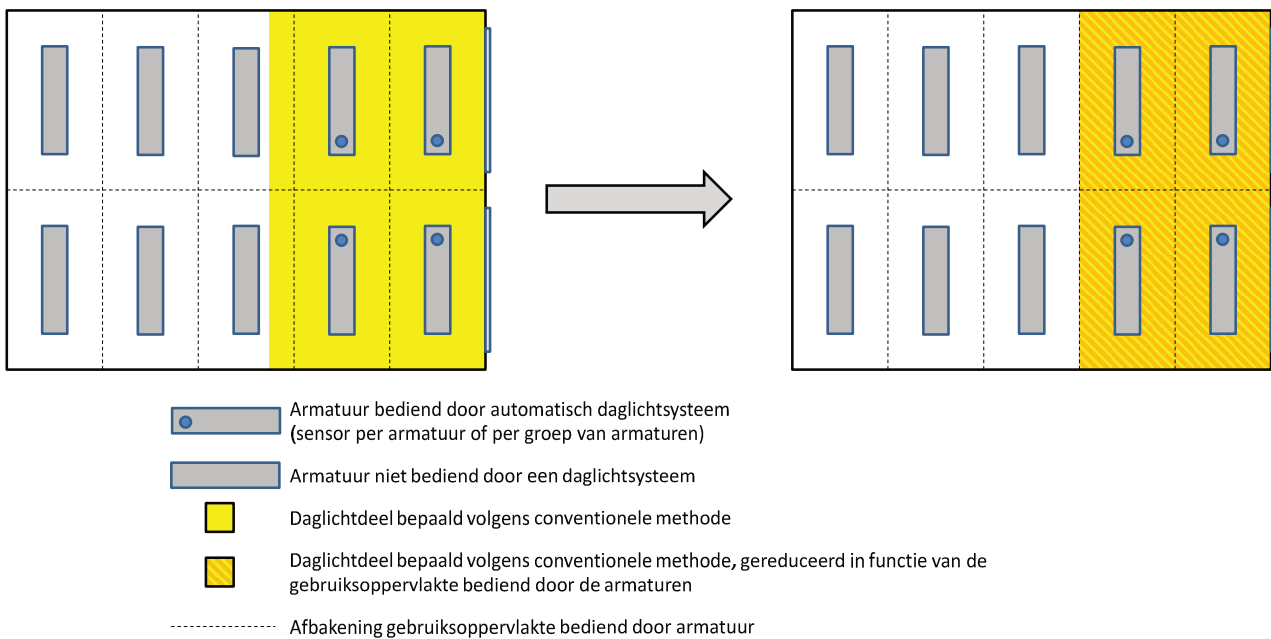 Armatuur bediend door automatisch daglichtsysteem
(sensor per armatuur of per groep van armaturen)
Armatuur niet bediend door een daglichtsysteem
Daglichtdeel bepaald volgens conventionele methode
Daglichtdeel bepaald volgens conventionele methode, gereduceerd in functie van de
gebruiksoppervlakte bediend door de armaturen
Afbakening gebruiksoppervlakte bediend door armatuur